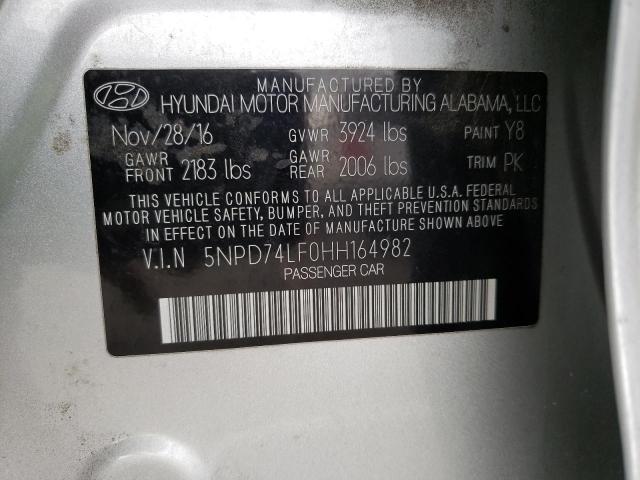 MANUFACTURED BY
HYUNDAI MOTOR MANUFACTURING ALABAMA, LLC
Nov/28/16 GVWR 3924 lbs PAINT Y8
GAWR FRONT 2183 lbs GAWR REAR 2006 lbs TRIM PK
THIS VEHICLE CONFORMS TO ALL APPLICABLE U.S.A. FEDERAL
MOTOR VEHICLE SAFETY, BUMPER, AND THEFT PREVENTION STANDARDS
IN EFFECT ON THE DATE OF MANUFACTURE SHOWN ABOVE.
V.I.N 5NPD74LF0HH164982
PASSENGER CAR